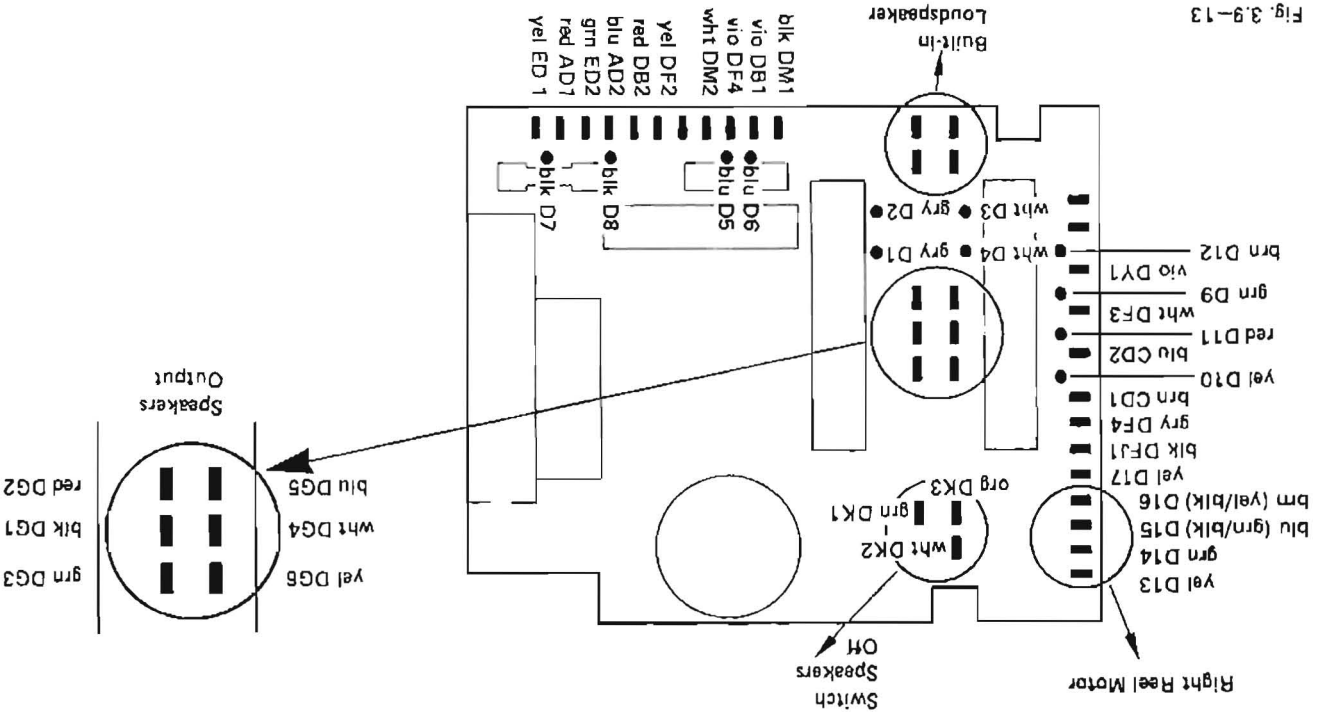 Right Reel Motor
Switch
Speakers
Off
yel D13
grn D14
blu (grn/blk) D15
brn (yel/blk) D16
yel D17
blk DFJ1
gry DF4
brn CD1
yel D10
blu CD2
red D11
wht DF3
grn D9
vio DY1
brn D12
wht DK2
grn DK1
org DK3
yel DG6
grn DG3
wht DG4
blk DG1
blu DG5
red DG2
Speakers
Output
wht D4
gry D1
wht D3
gry D2
blu D6
blu D5
blk D8
blk D7
blk DM1
vio DB1
vio DF4
wht DM2
yel DF2
red DB2
blu AD2
grn ED2
red AD1
yel ED 1
Built-In
Loudspeaker
Fig. 3.9-13